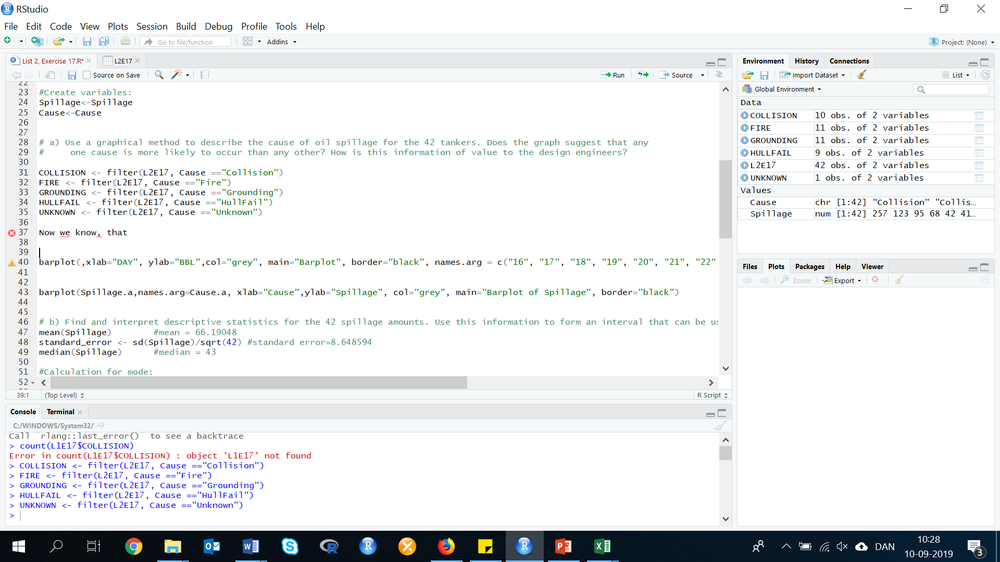 RStudio
File Edit Code View Plots Session Build Debug Profile Tools Help
Go to file/function Addins Project: (None)
List 2, Exercise 17.R* L2E17
Source on Save Run Source
22
23 #Create variables:
24 Spillage<-Spillage
25 Cause<-Cause
26
27
28 # a) Use a graphical method to describe the cause of oil spillage for the 42 tankers. Does the graph suggest that any
29 #     one cause is more likely to occur than any other? How is this information of value to the design engineers?
30
31 COLLISION <- filter(L2E17, Cause =="Collision")
32 FIRE <- filter(L2E17, Cause =="Fire")
33 GROUNDING <- filter(L2E17, Cause =="Grounding")
34 HULLFAIL <- filter(L2E17, Cause =="HullFail")
35 UNKNOWN <- filter(L2E17, Cause =="Unknown")
36
37 Now we know, that
38
39
40 barplot(,xlab="DAY", ylab="BBL",col="grey", main="Barplot", border="black", names.arg = c("16", "17", "18", "19", "20", "21", "22"
41
42
43 barplot(Spillage.a,names.arg=Cause.a, xlab="Cause",ylab="Spillage", col="grey", main="Barplot of Spillage", border="black")
44
45
46 # b) Find and interpret descriptive statistics for the 42 spillage amounts. Use this information to form an interval that can be us
47 mean(Spillage)        #mean = 66.19048
48 standard_error <- sd(Spillage)/sqrt(42) #standard error=8.648594
49 median(Spillage)      #median = 43
50
51 #Calculation for mode:
52
39:1 (Top Level) R Script
Console Terminal
C:/WINDOWS/System32/
Call `rlang::last_error()` to see a backtrace
> count(L1E17$COLLISION)
Error in count(L1E17$COLLISION) : object 'L1E17' not found
> COLLISION <- filter(L2E17, Cause =="Collision")
> FIRE <- filter(L2E17, Cause =="Fire")
> GROUNDING <- filter(L2E17, Cause =="Grounding")
> HULLFAIL <- filter(L2E17, Cause =="HullFail")
> UNKNOWN <- filter(L2E17, Cause =="Unknown")
>
Environment History Connections
Import Dataset List
Global Environment
Data
COLLISION 10 obs. of 2 variables
FIRE 11 obs. of 2 variables
GROUNDING 11 obs. of 2 variables
HULLFAIL 9 obs. of 2 variables
L2E17 42 obs. of 2 variables
UNKNOWN 1 obs. of 2 variables
Values
Cause chr [1:42] "Collision" "Collis…
Spillage num [1:42] 257 123 95 68 42 41…
Files Plots Packages Help Viewer
Zoom Export
DAN
10:28
10-09-2019
3